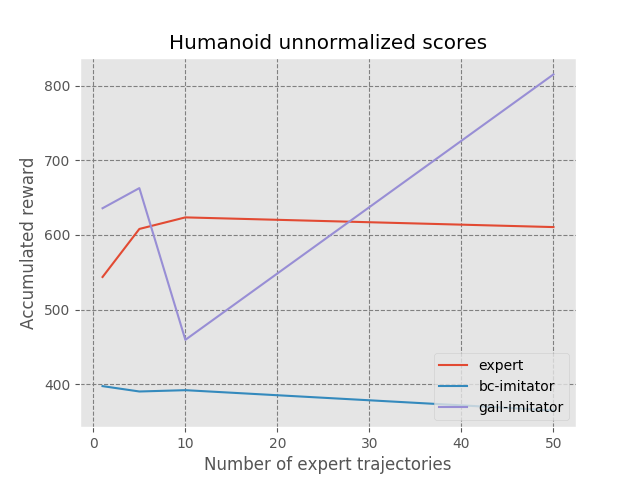 Humanoid unnormalized scores
Accumulated reward
800
700
600
500
400
expert
bc-imitator
gail-imitator
0 10 20 30 40 50
Number of expert trajectories